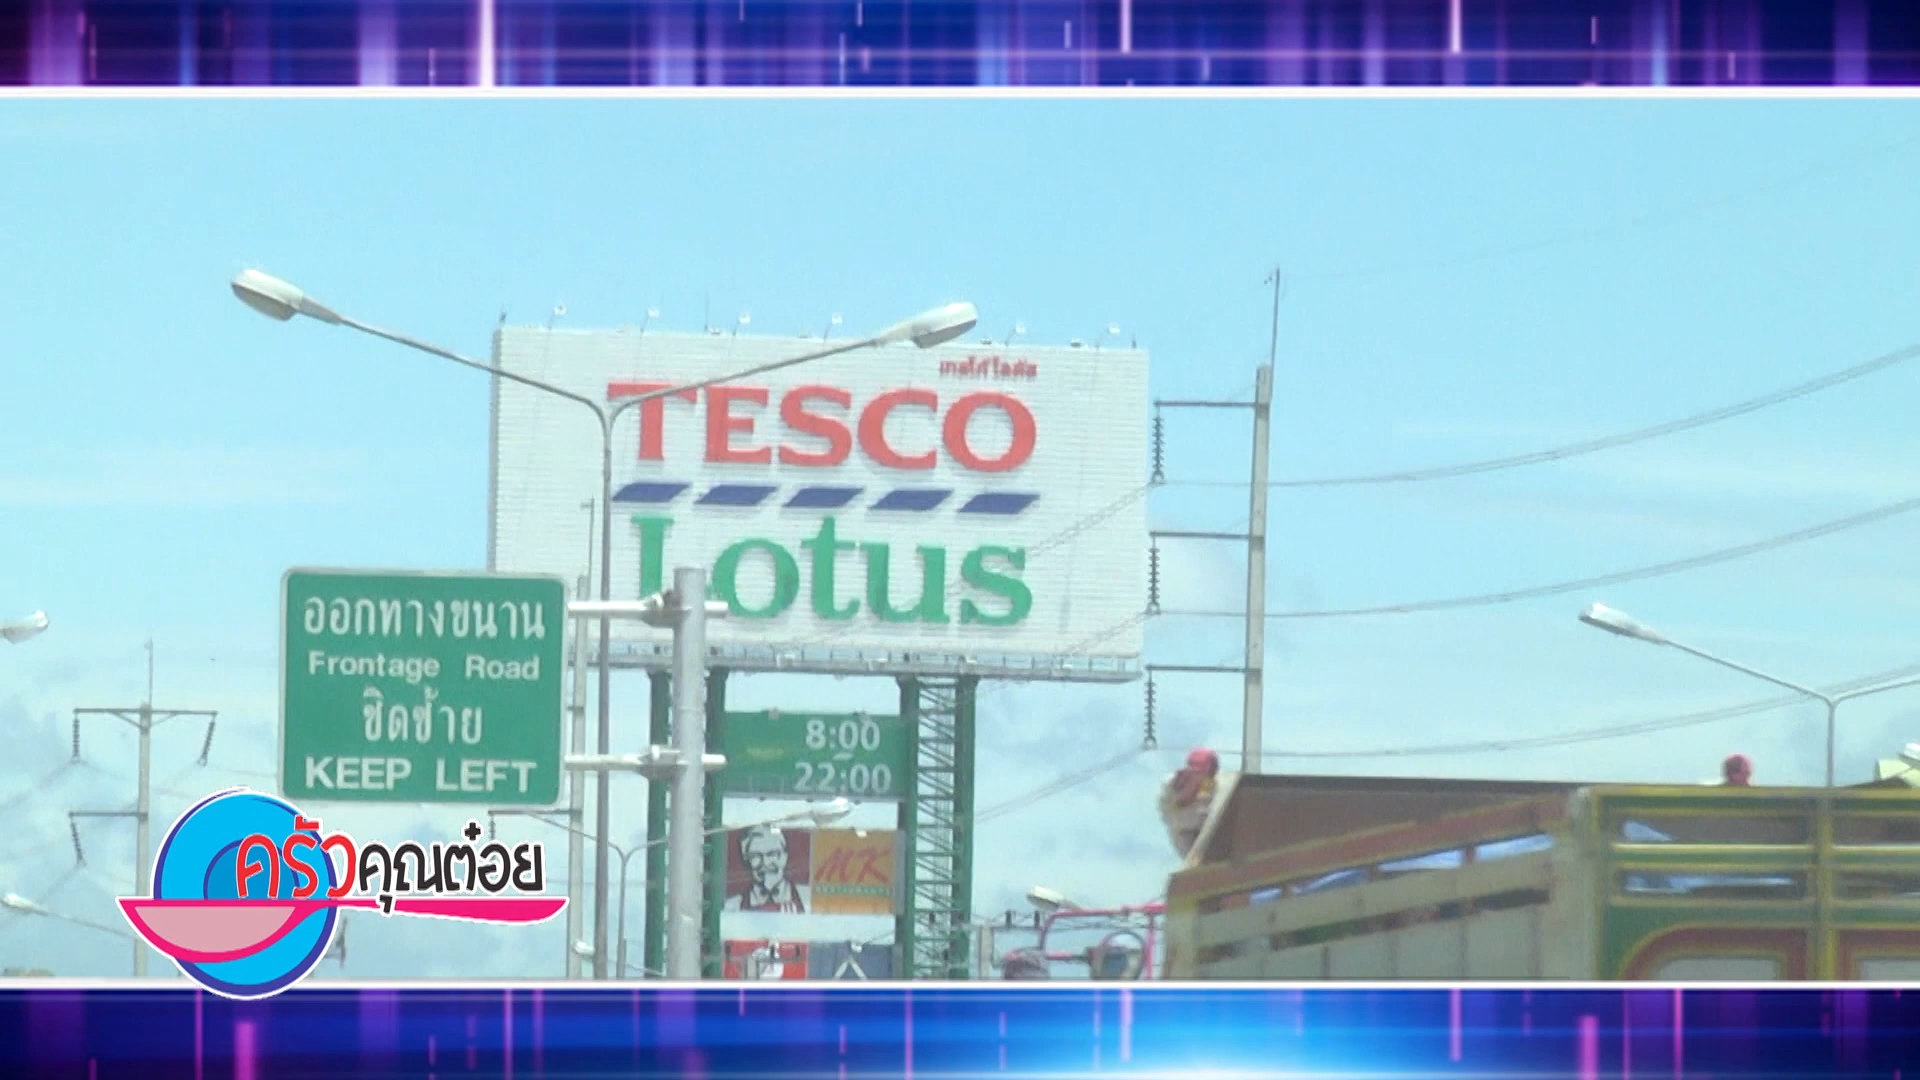 เทสโก้ โลตัส
TESCO
Lotus
ออกทางขนาน
Frontage Road
ชิดซ้าย
KEEP LEFT
8:00
-
22:00
MK
RESTAURANTS
ครัวคุณต๋อย